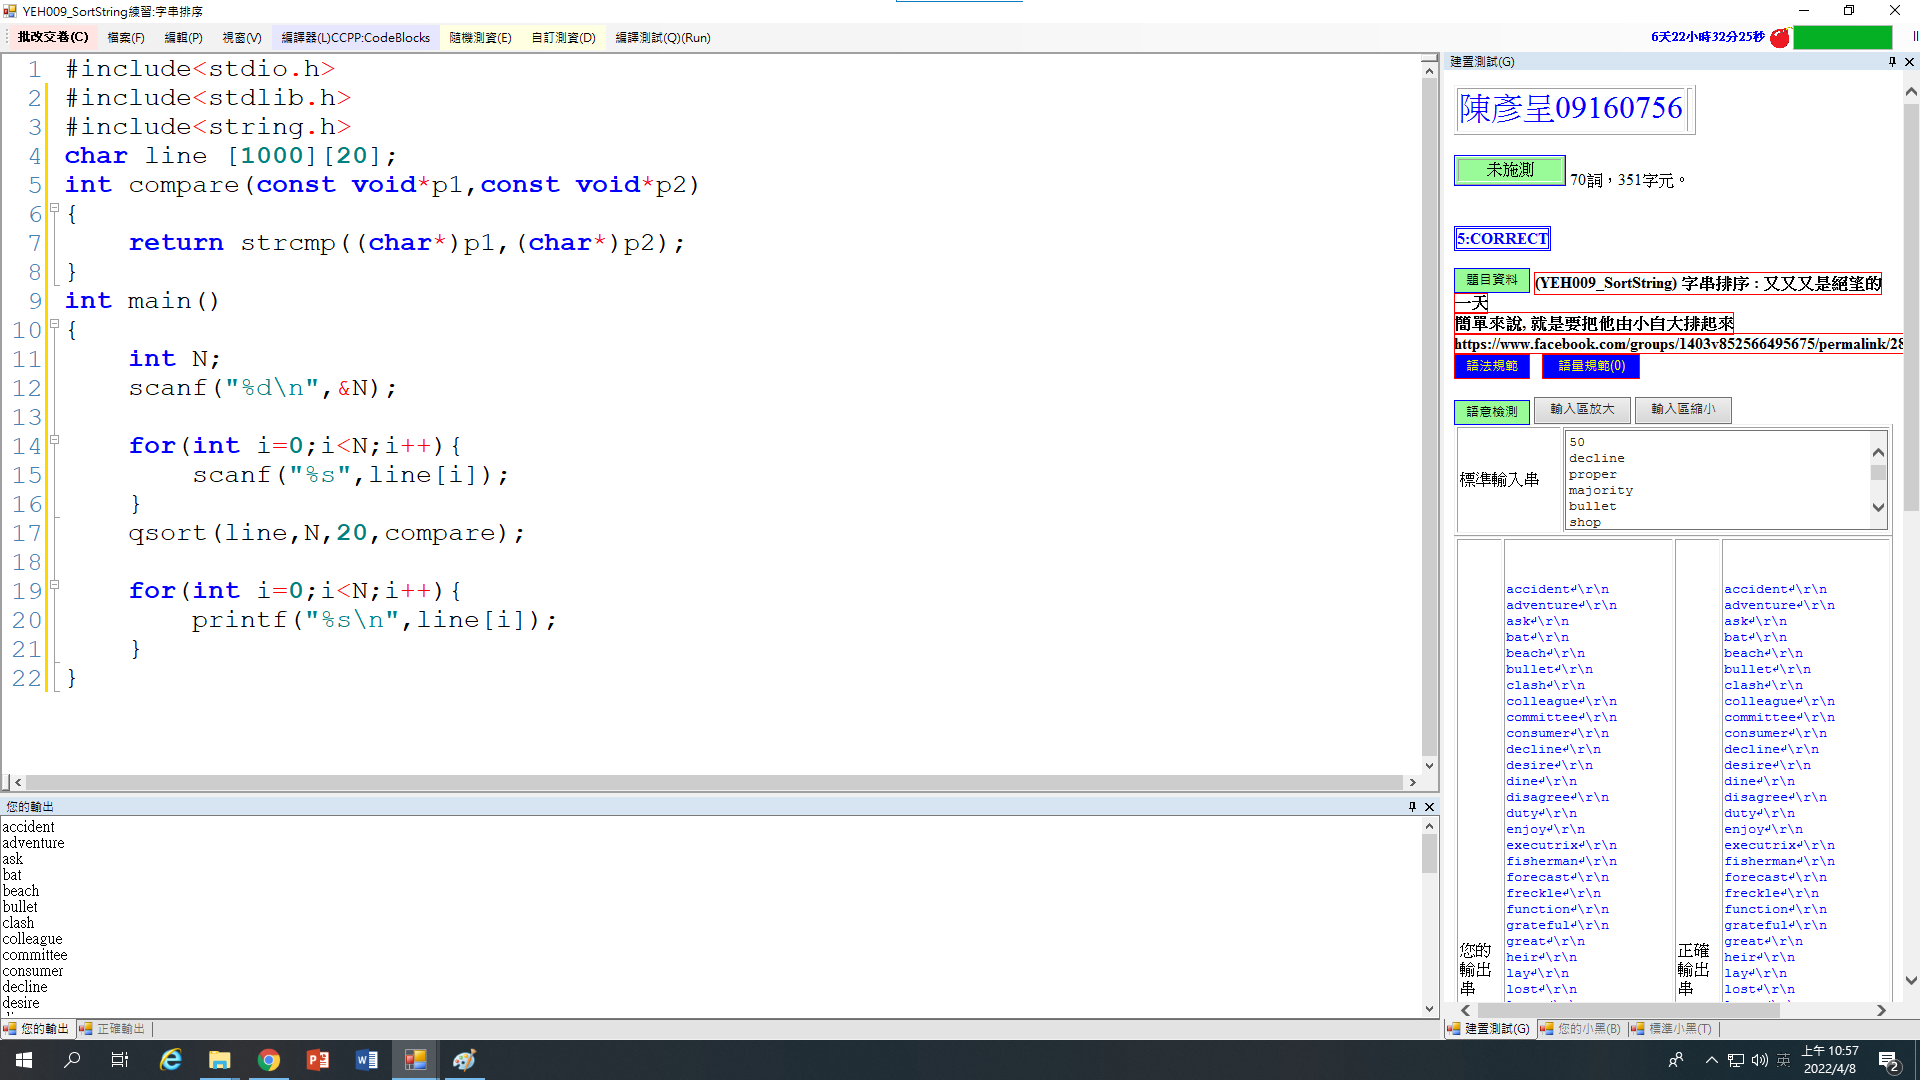 YEH009_SortString練習:字串排序
批改交卷(C) 檔案(F) 編輯(P) 視窗(V) 編譯器(L)CCPP:CodeBlocks 隨機測資(E) 自訂測資(D) 編譯測試(Q)(Run)
6天22小時32分25秒
1 #include<stdio.h>
2 #include<stdlib.h>
3 #include<string.h>
4 char line [1000][20];
5 int compare(const void*p1,const void*p2)
6 {
7 return strcmp((char*)p1,(char*)p2);
8 }
9 int main()
10 {
11 int N;
12 scanf("%d\n",&N);
13
14 for(int i=0;i<N;i++){
15 scanf("%s",line[i]);
16 }
17 qsort(line,N,20,compare);
18
19 for(int i=0;i<N;i++){
20 printf("%s\n",line[i]);
21 }
22 }
您的輸出
accident
adventure
ask
bat
beach
bullet
clash
colleague
committee
consumer
decline
desire
您的輸出 正確輸出
建置測試(G)
陳彥呈09160756
未施測 70詞，351字元。
5:CORRECT
題目資料 (YEH009_SortString) 字串排序 : 又又又是絕望的
一天
簡單來說, 就是要把他由小自大排起來
https://www.facebook.com/groups/1403v852566495675/permalink/28
語法規範 語量規範(0)
語意檢測 輸入區放大 輸入區縮小
標準輸入串
50
decline
proper
majority
bullet
shop
您的
輸出
串
accident↲\r\n
adventure↲\r\n
ask↲\r\n
bat↲\r\n
beach↲\r\n
bullet↲\r\n
clash↲\r\n
colleague↲\r\n
committee↲\r\n
consumer↲\r\n
decline↲\r\n
desire↲\r\n
dine↲\r\n
disagree↲\r\n
duty↲\r\n
enjoy↲\r\n
executrix↲\r\n
fisherman↲\r\n
forecast↲\r\n
freckle↲\r\n
function↲\r\n
grateful↲\r\n
great↲\r\n
heir↲\r\n
lay↲\r\n
lost↲\r\n
正確
輸出
串
accident↲\r\n
adventure↲\r\n
ask↲\r\n
bat↲\r\n
beach↲\r\n
bullet↲\r\n
clash↲\r\n
colleague↲\r\n
committee↲\r\n
consumer↲\r\n
decline↲\r\n
desire↲\r\n
dine↲\r\n
disagree↲\r\n
duty↲\r\n
enjoy↲\r\n
executrix↲\r\n
fisherman↲\r\n
forecast↲\r\n
freckle↲\r\n
function↲\r\n
grateful↲\r\n
great↲\r\n
heir↲\r\n
lay↲\r\n
lost↲\r\n
建置測試(G) 您的小黑(B) 標準小黑(T)
英
上午 10:57
2022/4/8
2